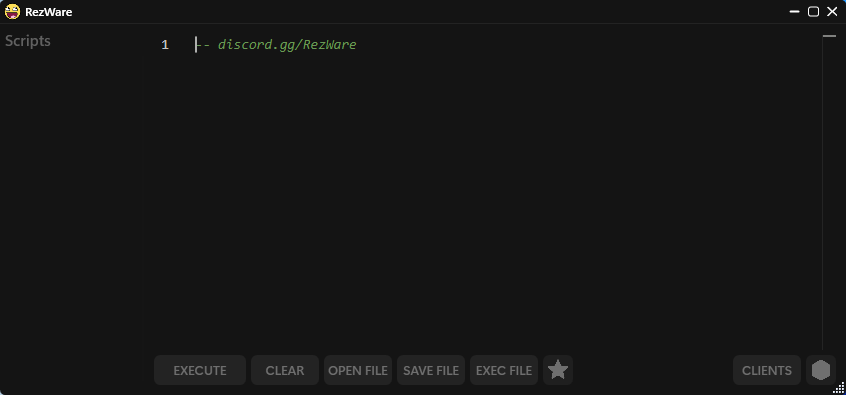 RezWare
Scripts
1 -- discord.gg/RezWare
EXECUTE CLEAR OPEN FILE SAVE FILE EXEC FILE CLIENTS